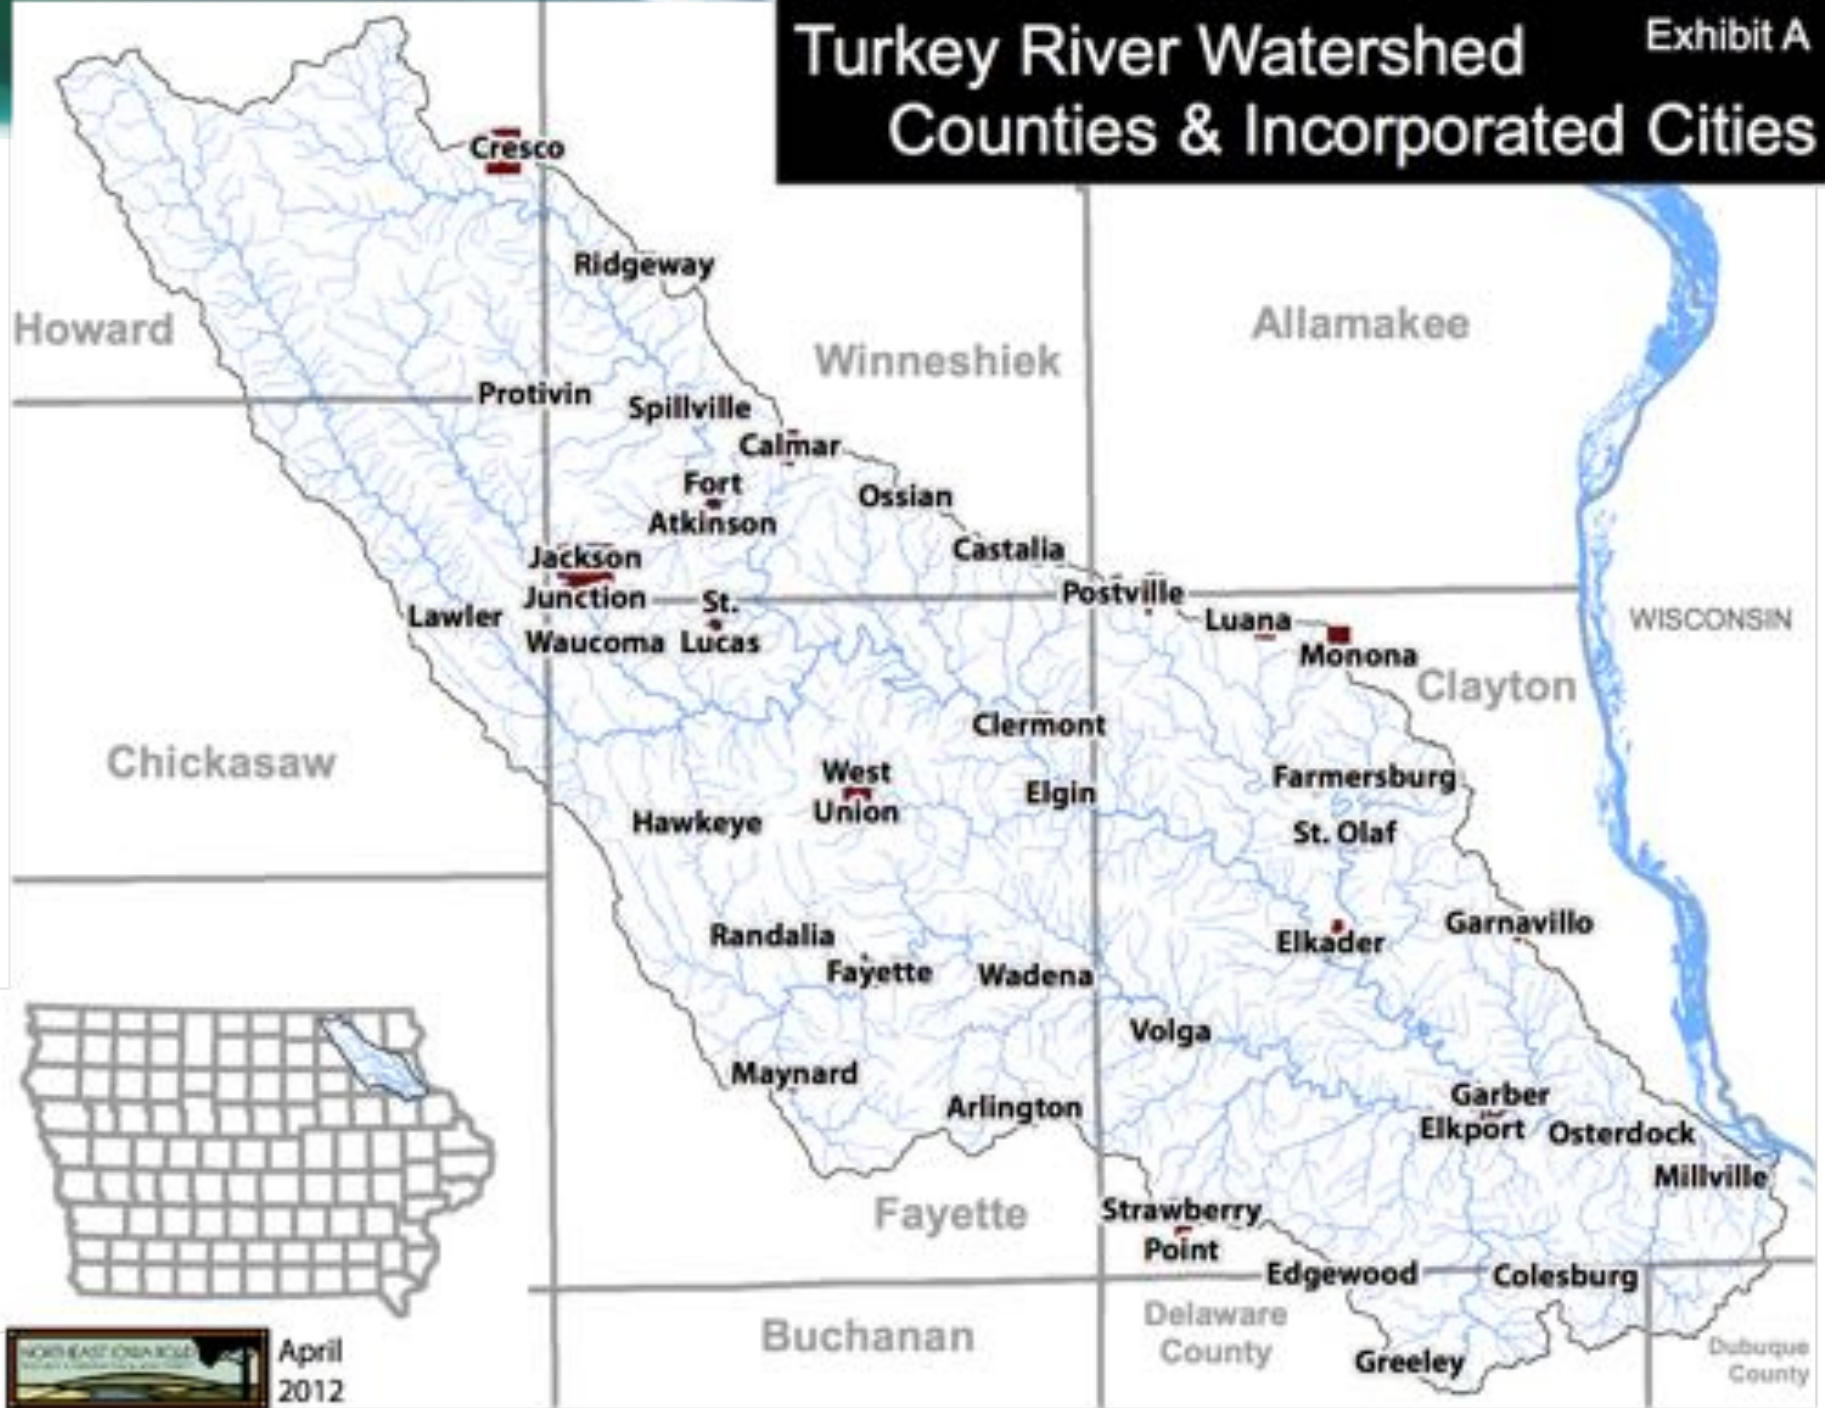 Turkey River Watershed
Exhibit A
Counties & Incorporated Cities
Cresco
Ridgeway
Howard
Allamakee
Winneshiek
Protivin
Spillville
Calmar
Fort
Atkinson
Ossian
Castalia
Jackson
Junction
Postville
St.
Lucas
Lawler
Luana
WISCONSIN
Waucoma
Monona
Clayton
Clermont
Chickasaw
West
Union
Farmersburg
Elgin
Hawkeye
St. Olaf
Randalia
Garnavillo
Elkader
Fayette
Wadena
Volga
Maynard
Garber
Arlington
Elkport
Osterdock
Millville
Fayette
Strawberry
Point
Edgewood
Colesburg
Buchanan
Delaware
County
Greeley
Dubuque
County
NORTHEAST IOWA RC&D
April
2012